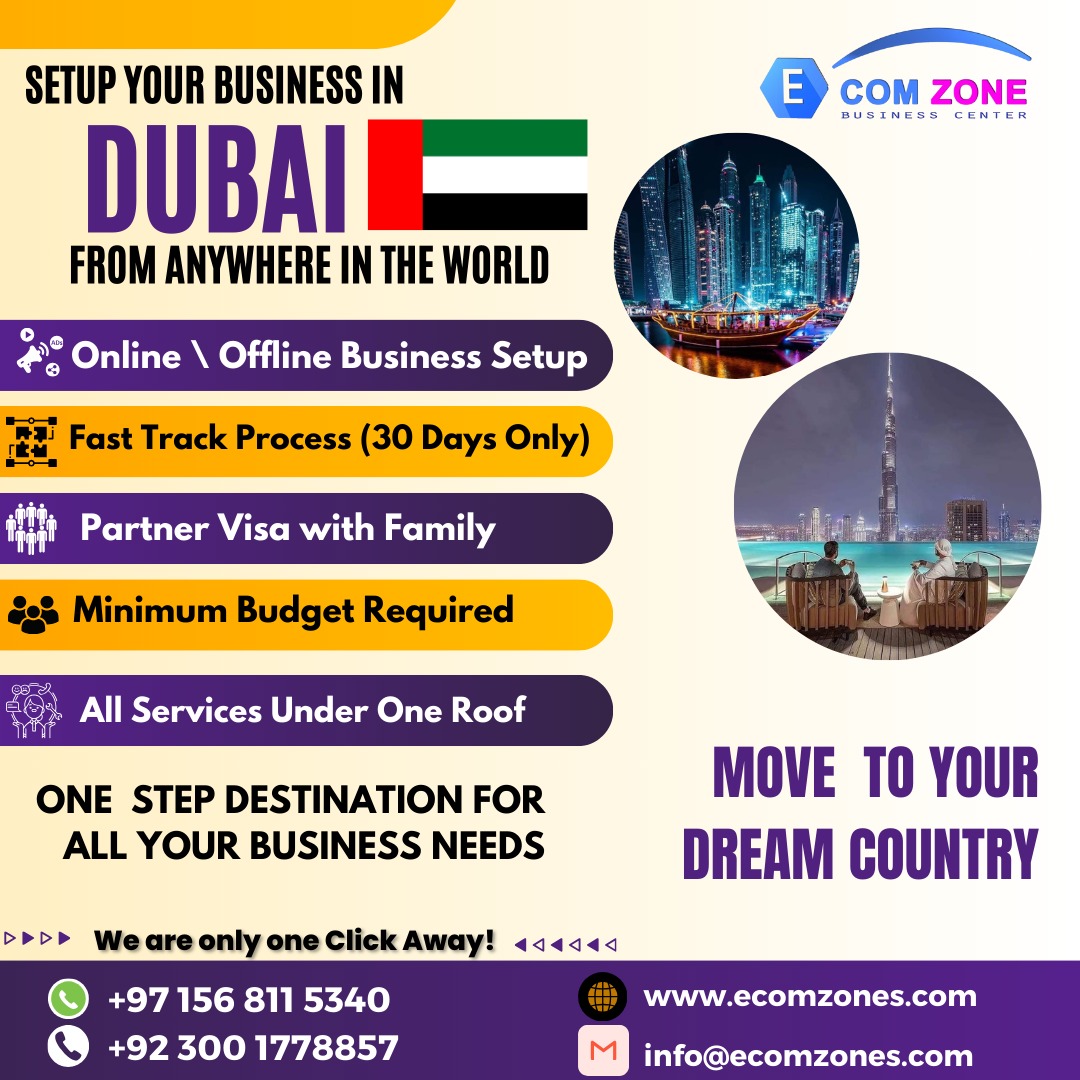 SETUP YOUR BUSINESS IN
DUBAI
FROM ANYWHERE IN THE WORLD
E COM ZONE
BUSINESS CENTER
ADs
Online \ Offline Business Setup
Fast Track Process (30 Days Only)
Partner Visa with Family
Minimum Budget Required
All Services Under One Roof
ONE STEP DESTINATION FOR
ALL YOUR BUSINESS NEEDS
MOVE TO YOUR
DREAM COUNTRY
We are only one Click Away!
+97 156 811 5340
+92 300 1778857
www.ecomzones.com
info@ecomzones.com